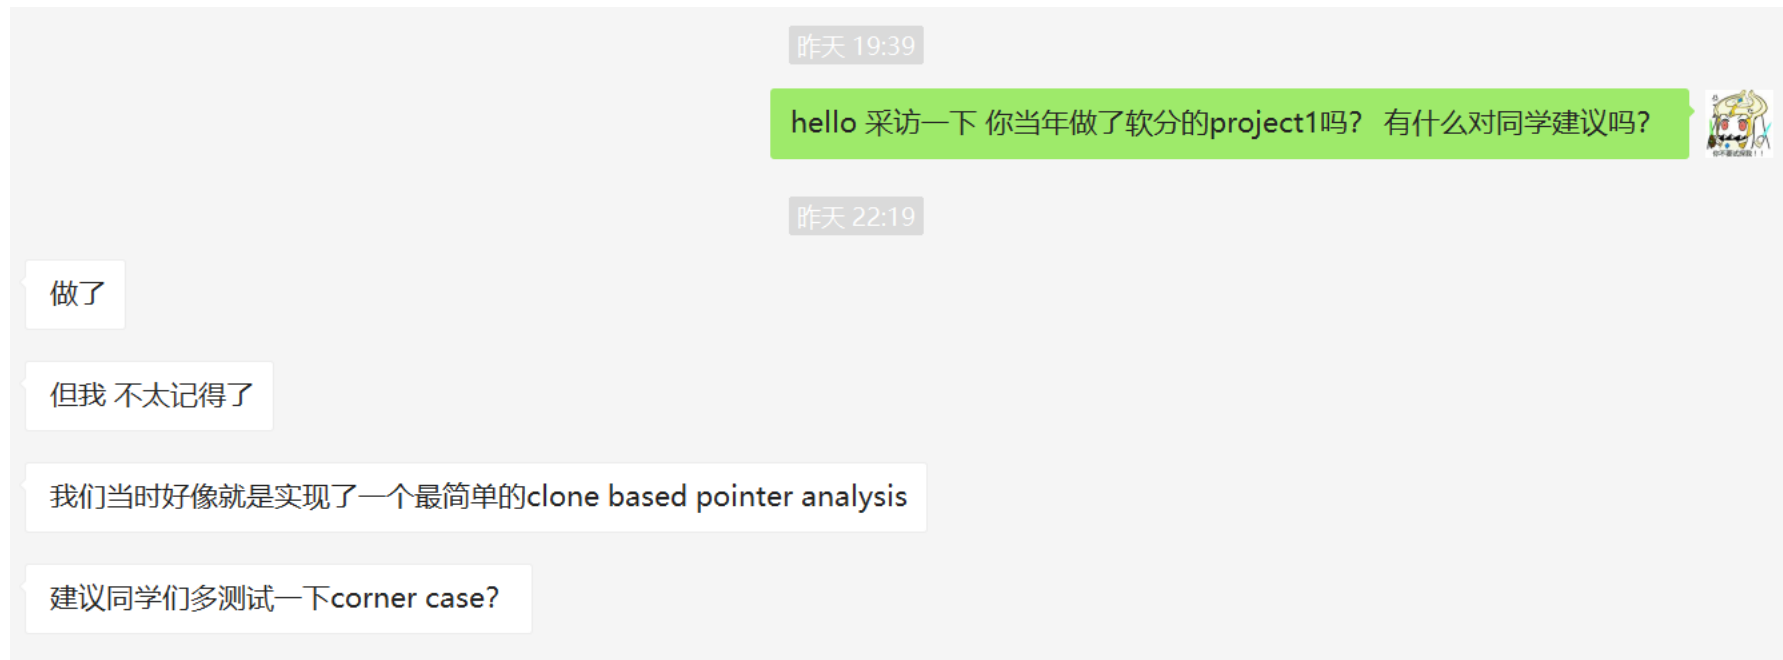 昨天 19:39
hello 采访一下 你当年做了软分的project1吗？ 有什么对同学建议吗？
昨天 22:19
做了
但我 不太记得了
我们当时好像就是实现了一个最简单的clone based pointer analysis
建议同学们多测试一下corner case？